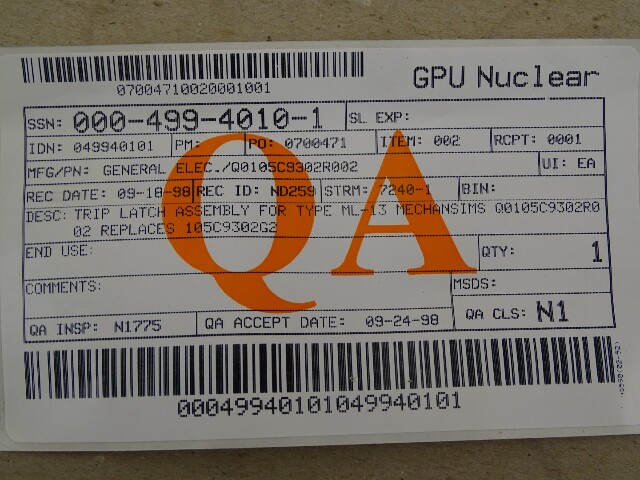 GPU Nuclear
07004710020001001
SSN: 000-499-4010-1 SL EXP:
IDN: 049940101 PM: PO: 0700471 ITEM: 002 RCPT: 0001
MFG/PN: GENERAL ELEC./Q0105C9302R002 UI: EA
REC DATE: 09-18-98 REC ID: ND259 STRM: 7240-1 BIN:
DESC: TRIP LATCH ASSEMBLY FOR TYPE ML-13 MECHANSIMS Q0105C9302R0
02 REPLACES 105C9302G2
END USE: QTY: 1
COMMENTS: MSDS:
QA INSP: N1775 QA ACCEPT DATE: 09-24-98 QA CLS: N1
QA
00049940101049940101